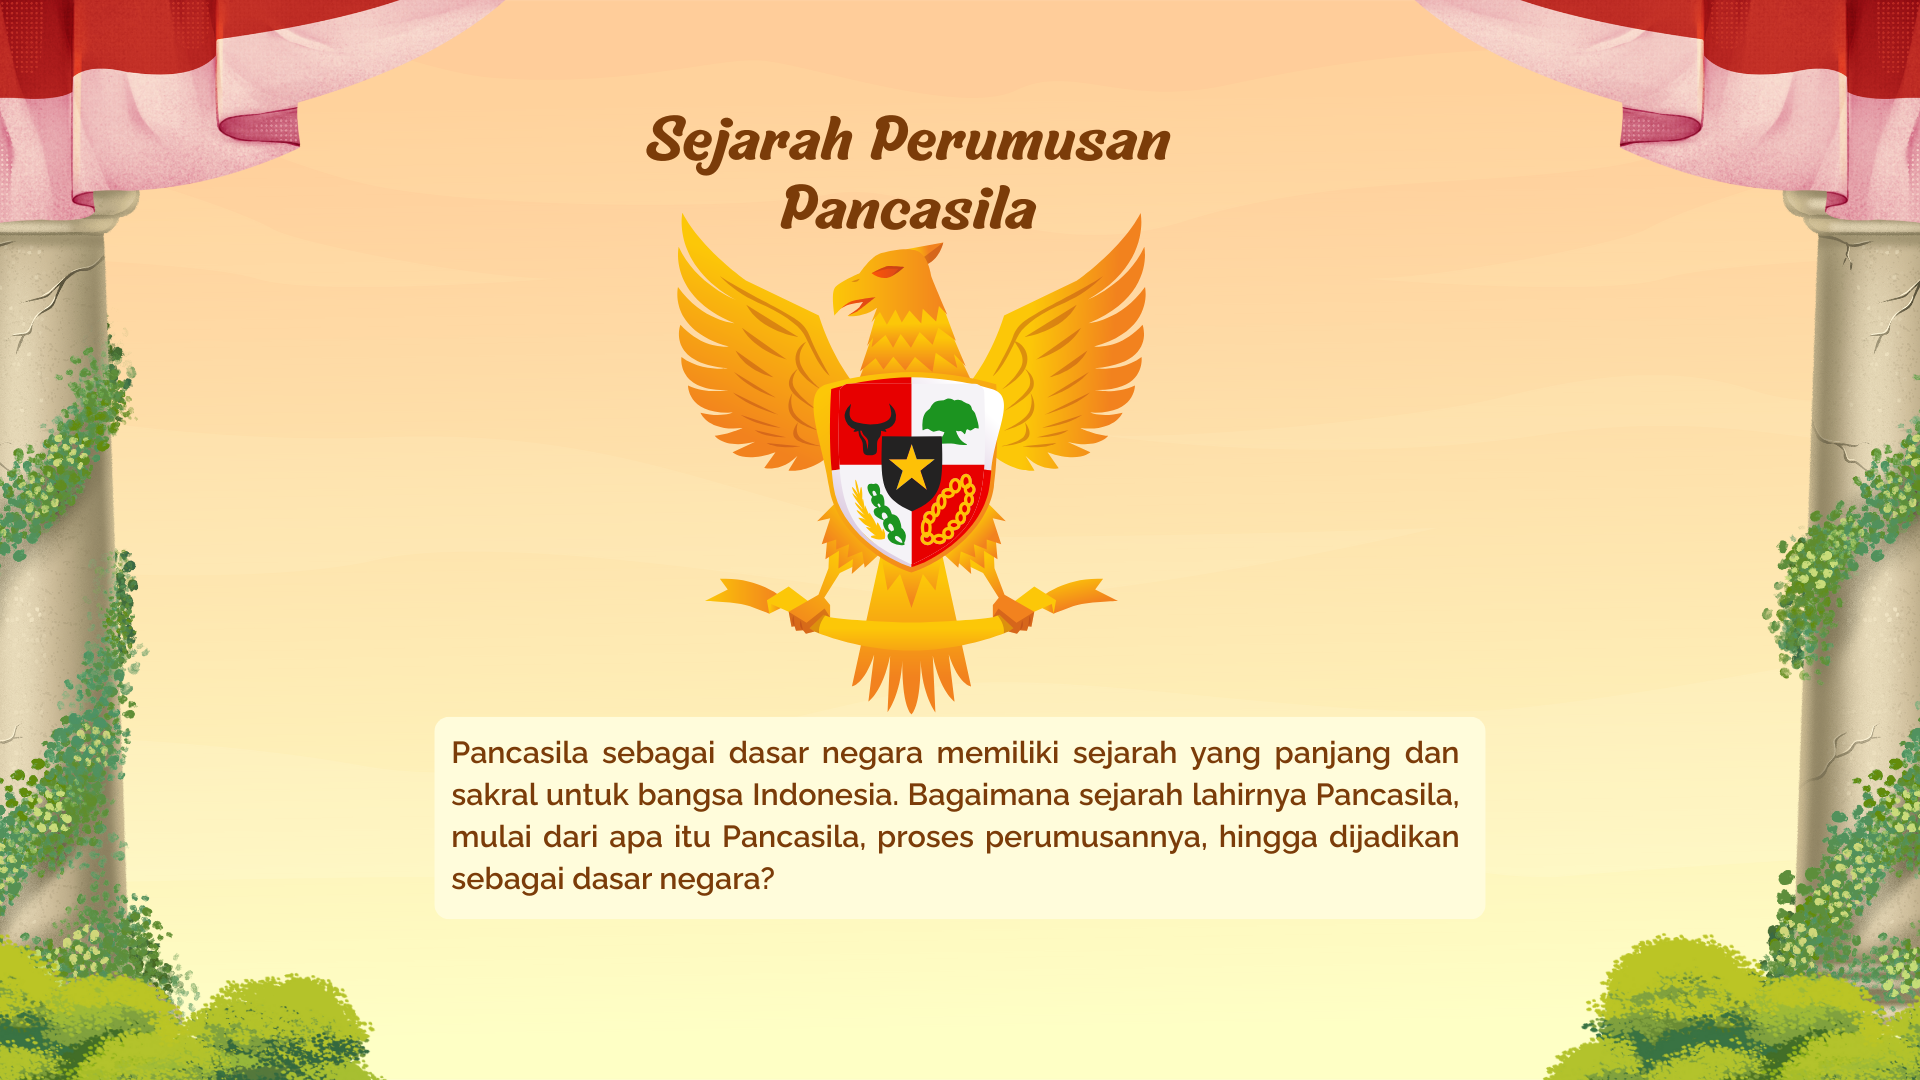 Sejarah Perumusan
Pancasila
Pancasila sebagai dasar negara memiliki sejarah yang panjang dan
sakral untuk bangsa Indonesia. Bagaimana sejarah lahirnya Pancasila,
mulai dari apa itu Pancasila, proses perumusannya, hingga dijadikan
sebagai dasar negara?